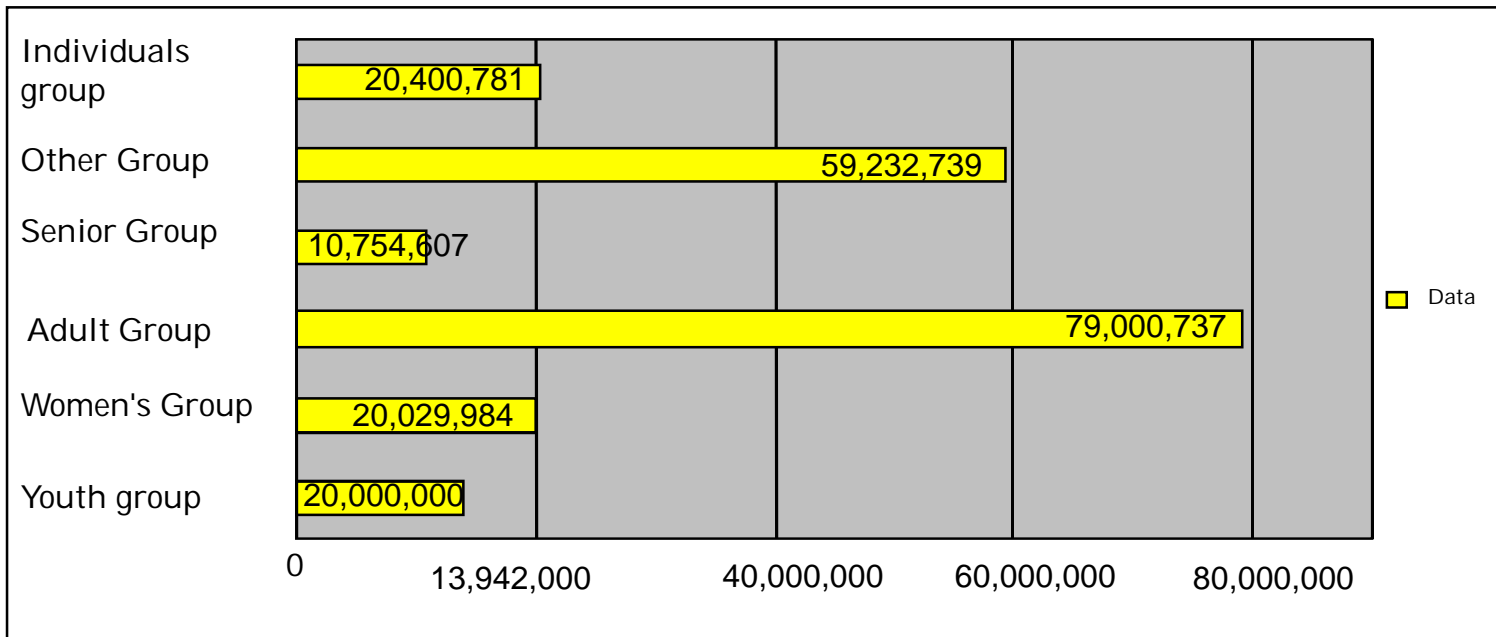 Individuals
group
20,400,781
Other Group
59,232,739
Senior Group
10,754,607
Adult Group
79,000,737
Data
Women's Group
20,029,984
Youth group
20,000,000
0
13,942,000
40,000,000
60,000,000
80,000,000